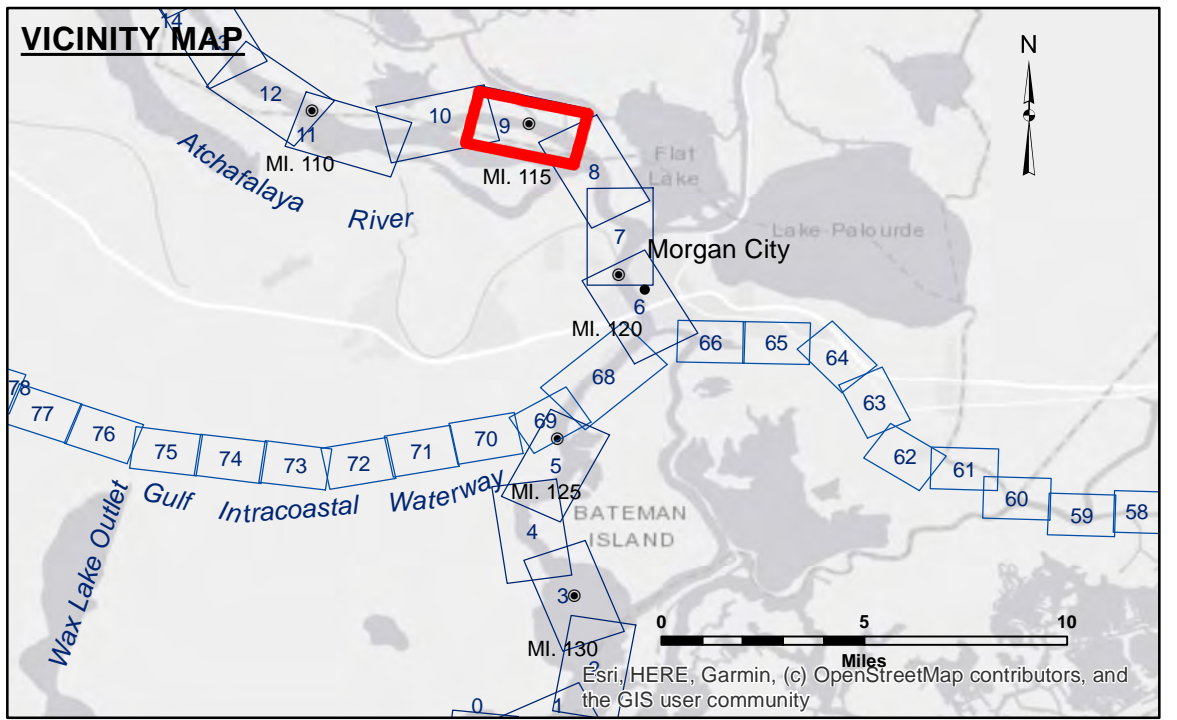 14
VICINITY MAP
13
N
12
10
9
11
MI. 110
Flat
Lake
MI. 115
8
Atchafalaya
River
7
Lake Palourde
Morgan City
6
MI. 120
66
65
64
68
63
78
77
76
69
75
74
73
72
71
70
62
61
5
60
59
58
Gulf Intracoastal Waterway
MI. 125
BATEMAN
ISLAND
4
Wax Lake Outlet
3
0 5 10
Miles
MI. 130
2
Esri, HERE, Garmin, (c) OpenStreetMap contributors, and
the GIS user community
0
1